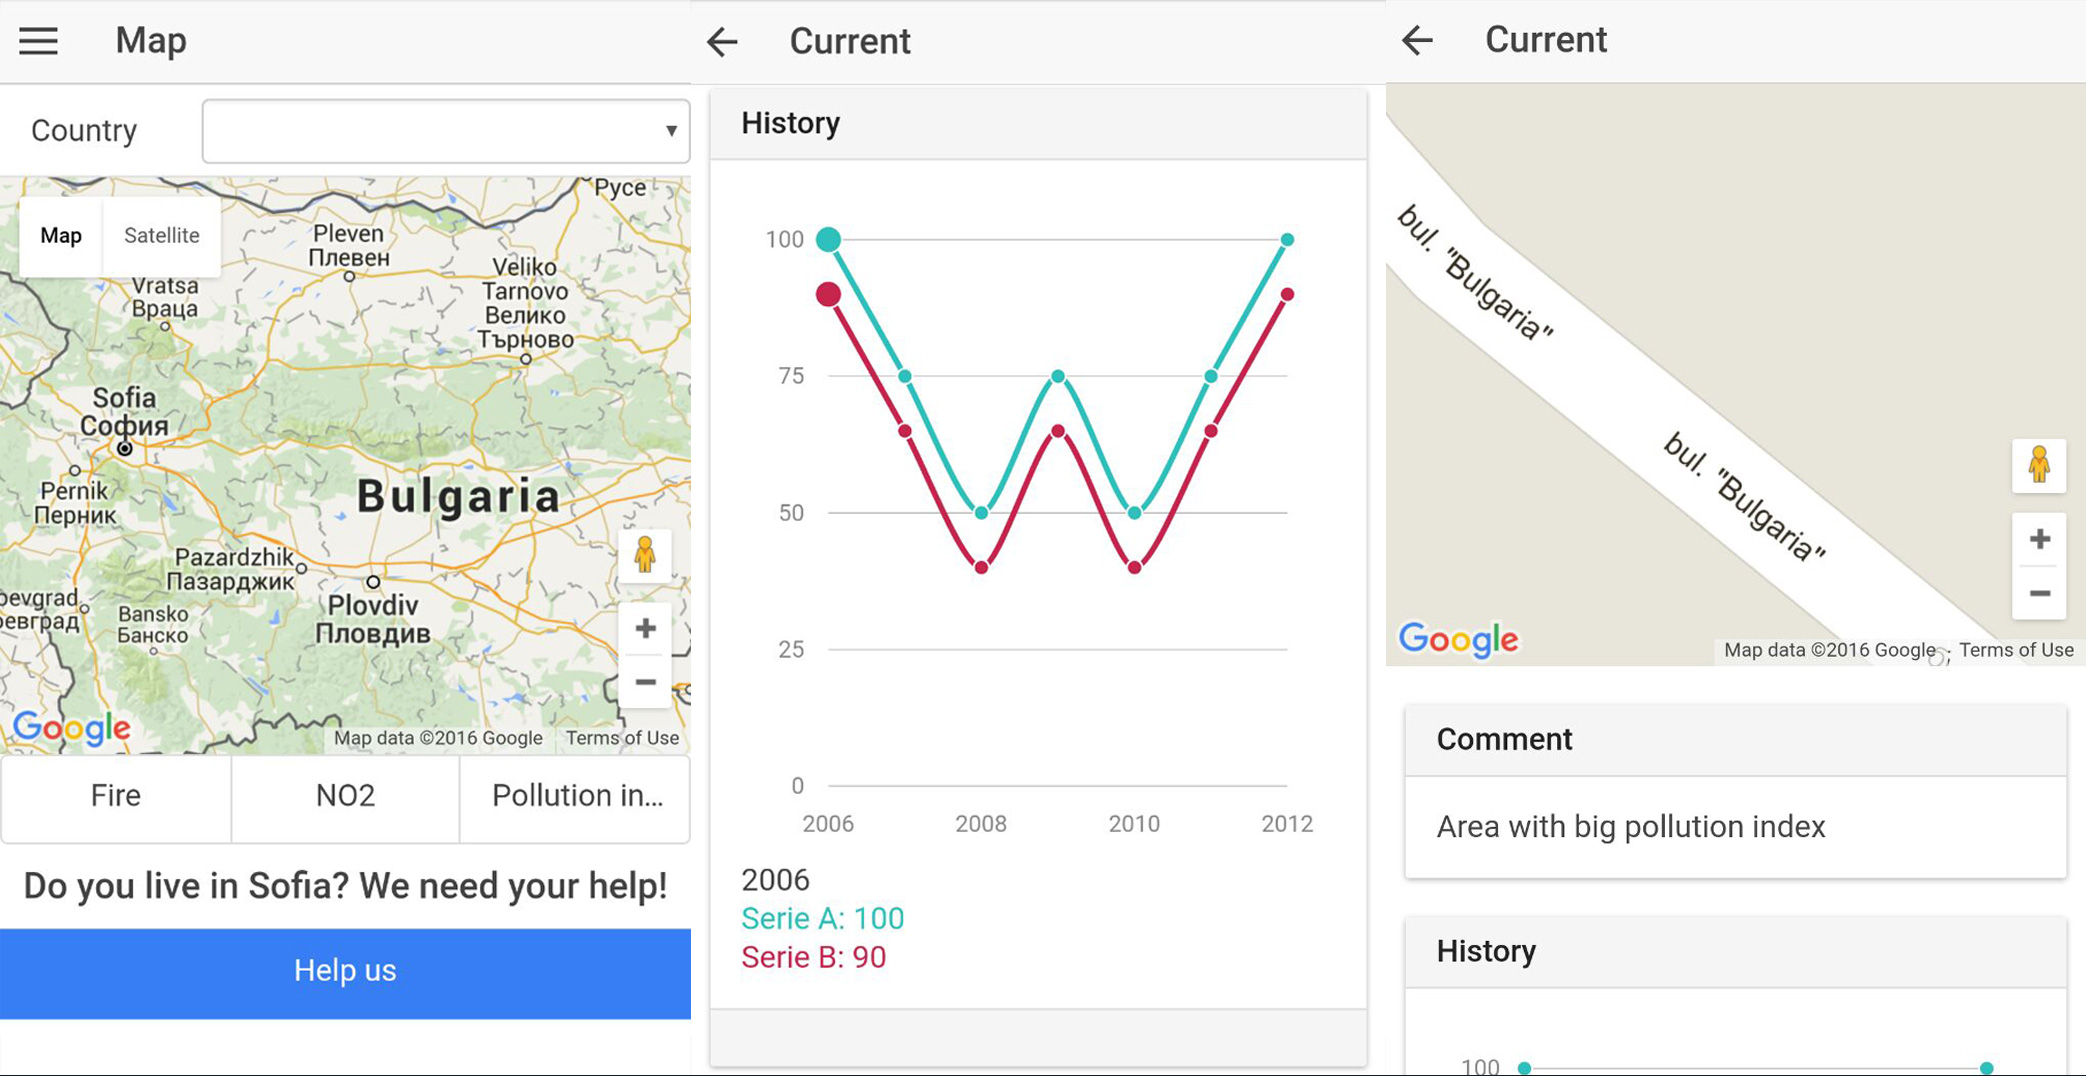 Map
Country
Русе
Map
Satellite
Pleven
Плевен
Vratsa
Враца
Veliko
Tarnovo
Велико
Търново
Sofia
София
Pernik
Перник
Bulgaria
Pazardzhik
Пазарджик
Plovdiv
Пловдив
oevgrad
оевград
Bansko
Банско
Google
Map data ©2016 Google
Terms of Use
Fire
NO2
Pollution in...
Do you live in Sofia? We need your help!
Help us
Current
History
100
75
50
25
0
2006
2008
2010
2012
2006
Serie A: 100
Serie B: 90
Current
bul. "Bulgaria"
bul. "Bulgaria"
Google
Map data ©2016 Google
Terms of Use
Comment
Area with big pollution index
History
100